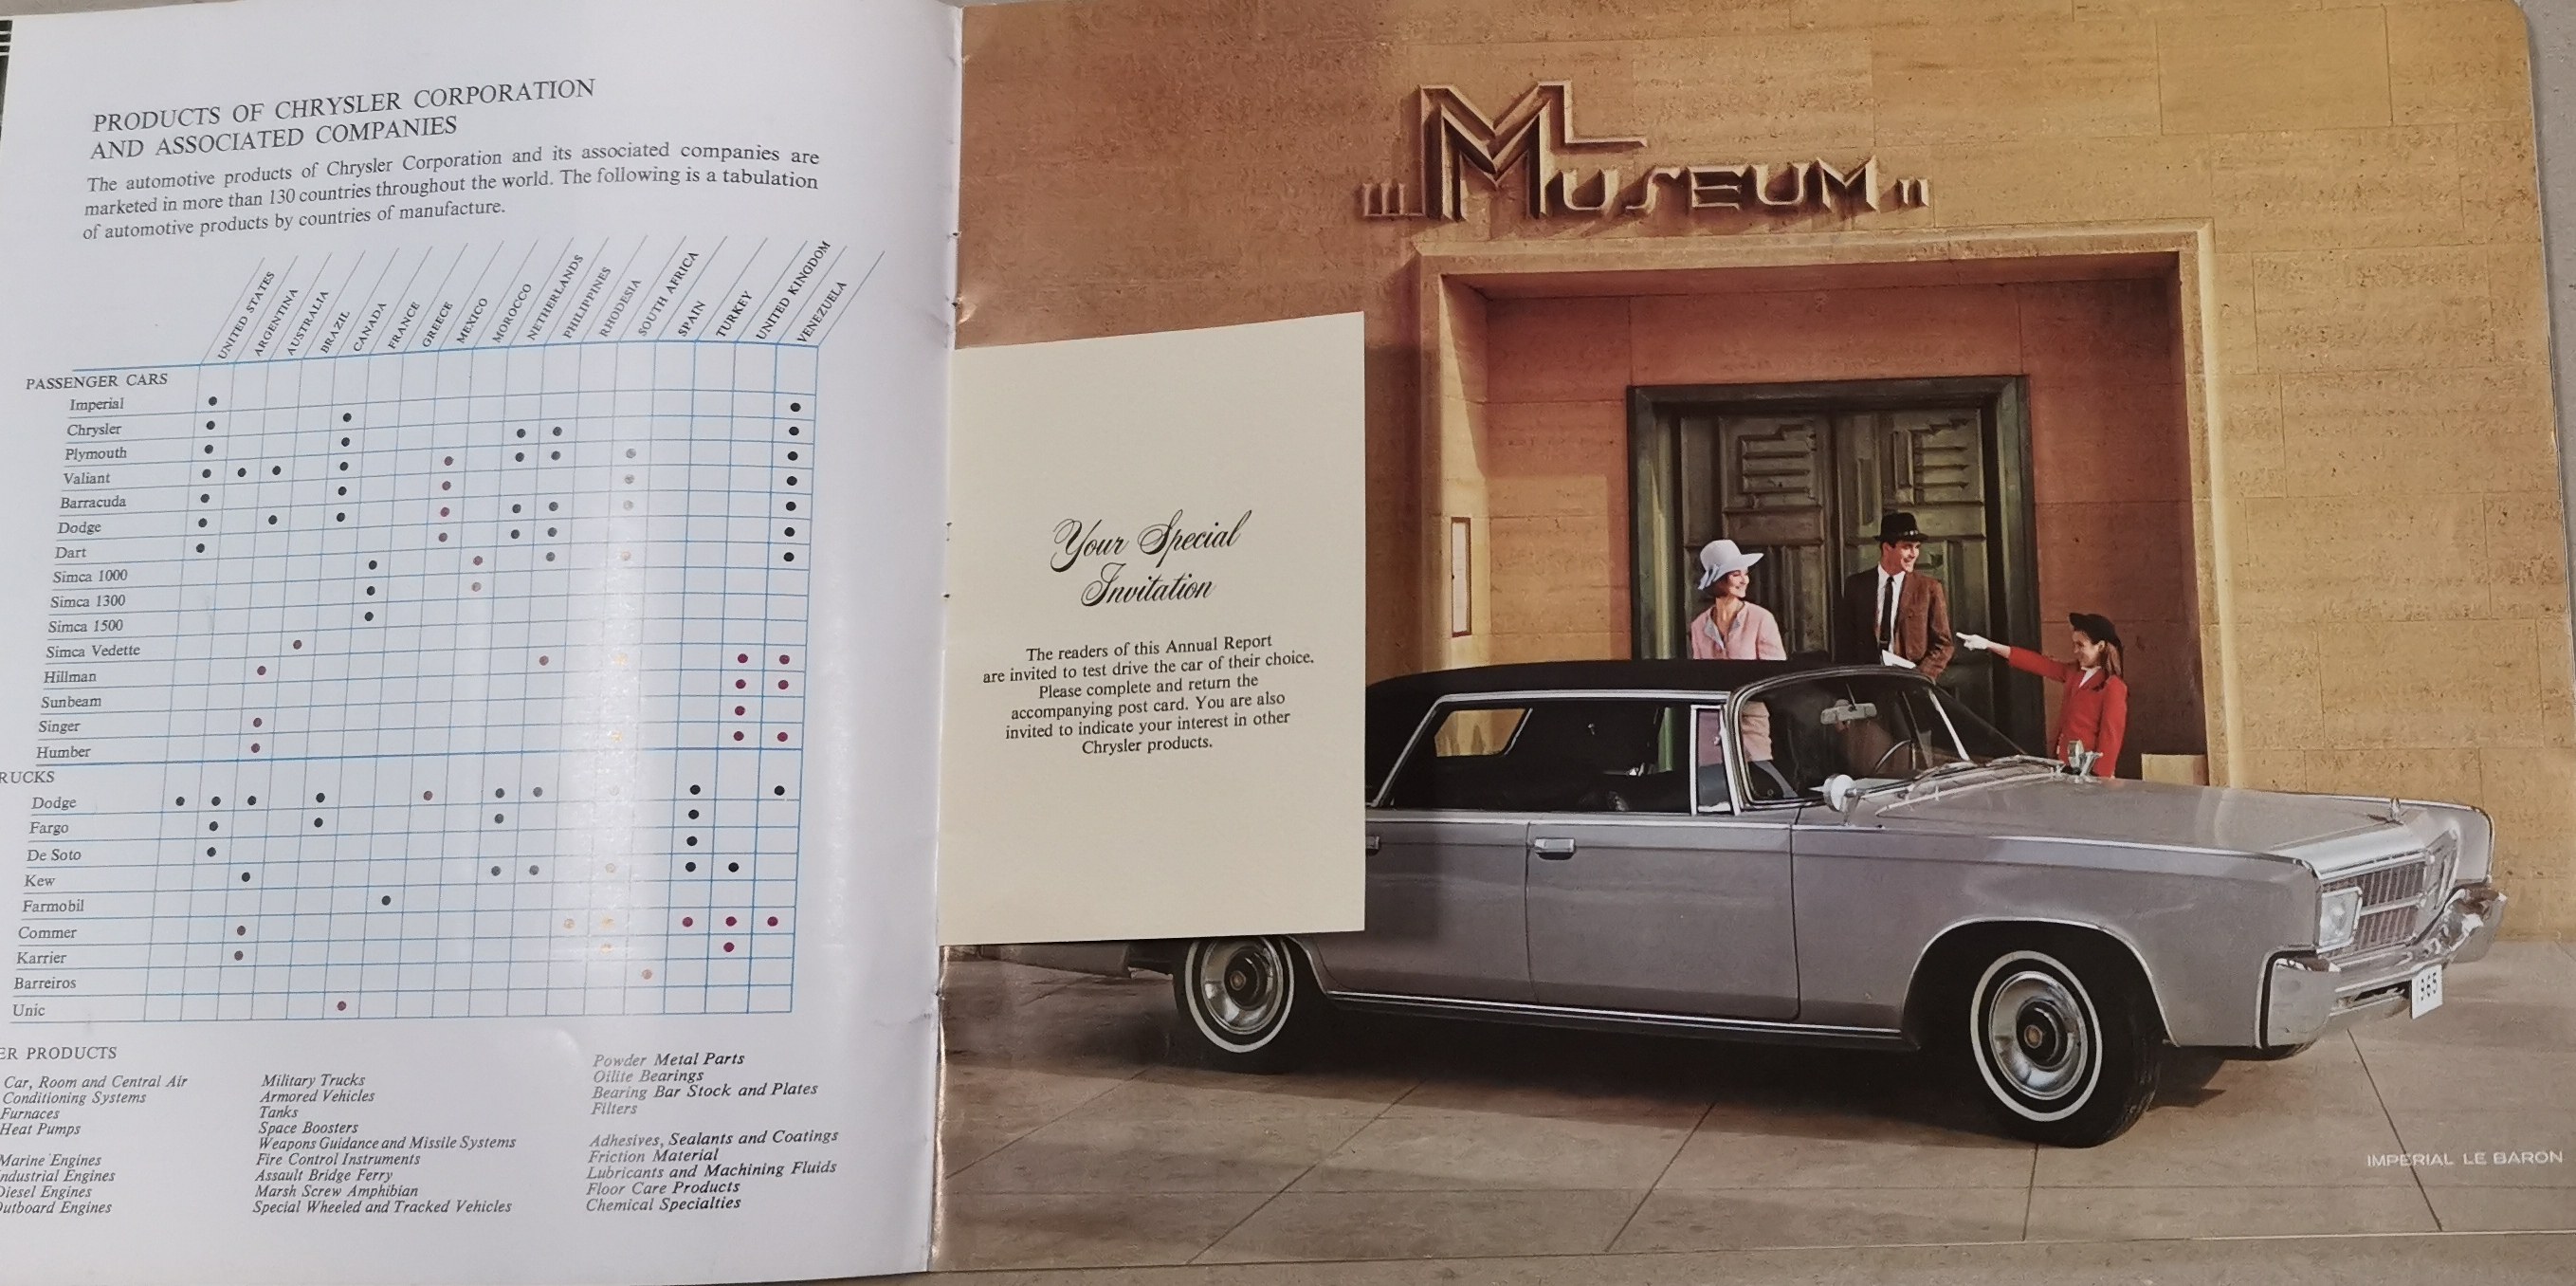 PRODUCTS OF CHRYSLER CORPORATION
AND ASSOCIATED COMPANIES
The automotive products of Chrysler Corporation and its associated companies are
marketed in more than 130 countries throughout the world. The following is a tabulation
of automotive products by countries of manufacture.
UNITED STATES
ARGENTINA
AUSTRALIA
BRAZIL
CANADA
FRANCE
GREECE
MEXICO
MOROCCO
NETHERLANDS
PHILIPPINES
RHODESIA
SOUTH AFRICA
SPAIN
TURKEY
UNITED KINGDOM
VENEZUELA
PASSENGER CARS
Imperial
Chrysler
Plymouth
Valiant
Barracuda
Dodge
Dart
Simca 1000
Simca 1300
Simca 1500
Simca Vedette
Hillman
Sunbeam
Singer
Humber
RUCKS
Dodge
Fargo
De Soto
Kew
Farmobil
Commer
Karrier
Barreiros
Unic
ER PRODUCTS
Car, Room and Central Air
Conditioning Systems
Furnaces
Heat Pumps
Marine Engines
ndustrial Engines
Diesel Engines
Outboard Engines
Military Trucks
Armored Vehicles
Tanks
Space Boosters
Weapons Guidance and Missile Systems
Fire Control Instruments
Assault Bridge Ferry
Marsh Screw Amphibian
Special Wheeled and Tracked Vehicles
Powder Metal Parts
Oilite Bearings
Bearing Bar Stock and Plates
Filters
Adhesives, Sealants and Coatings
Friction Material
Lubricants and Machining Fluids
Floor Care Products
Chemical Specialties
Your Special
Invitation
The readers of this Annual Report
are invited to test drive the car of their choice.
Please complete and return the
accompanying post card. You are also
invited to indicate your interest in other
Chrysler products.
MUSEUM
965
IMPERIAL LE BARON